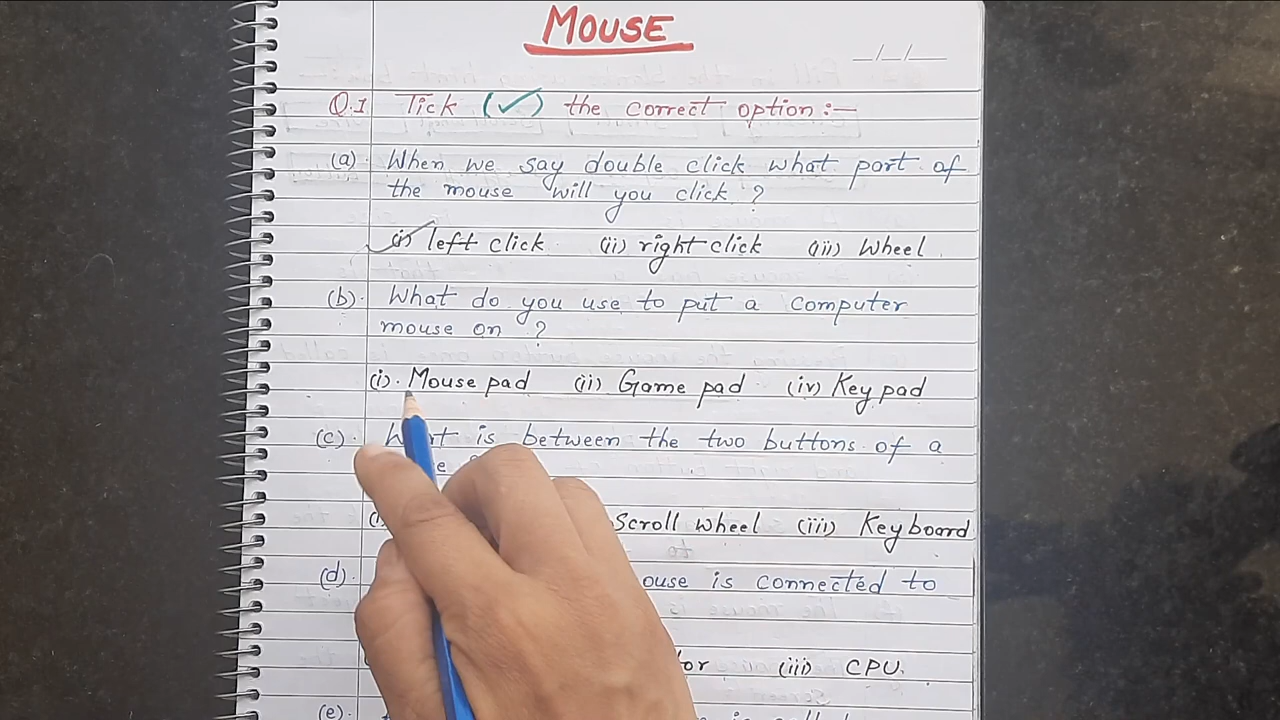 MOUSE
_/_/__
Q.1 Tick (✓) the correct option :-
(a). When we say double click what part of
the mouse will you click ?
(i) left click (ii) right click (iii) Wheel.
(b). What do you use to put a computer
mouse on ?
(i). Mouse pad (ii) Game pad (iv) Key pad
(c). is between the two buttons of a
Scroll wheel (iii) Keyboard
(d). is connected to
(iii) CPU.
(e).